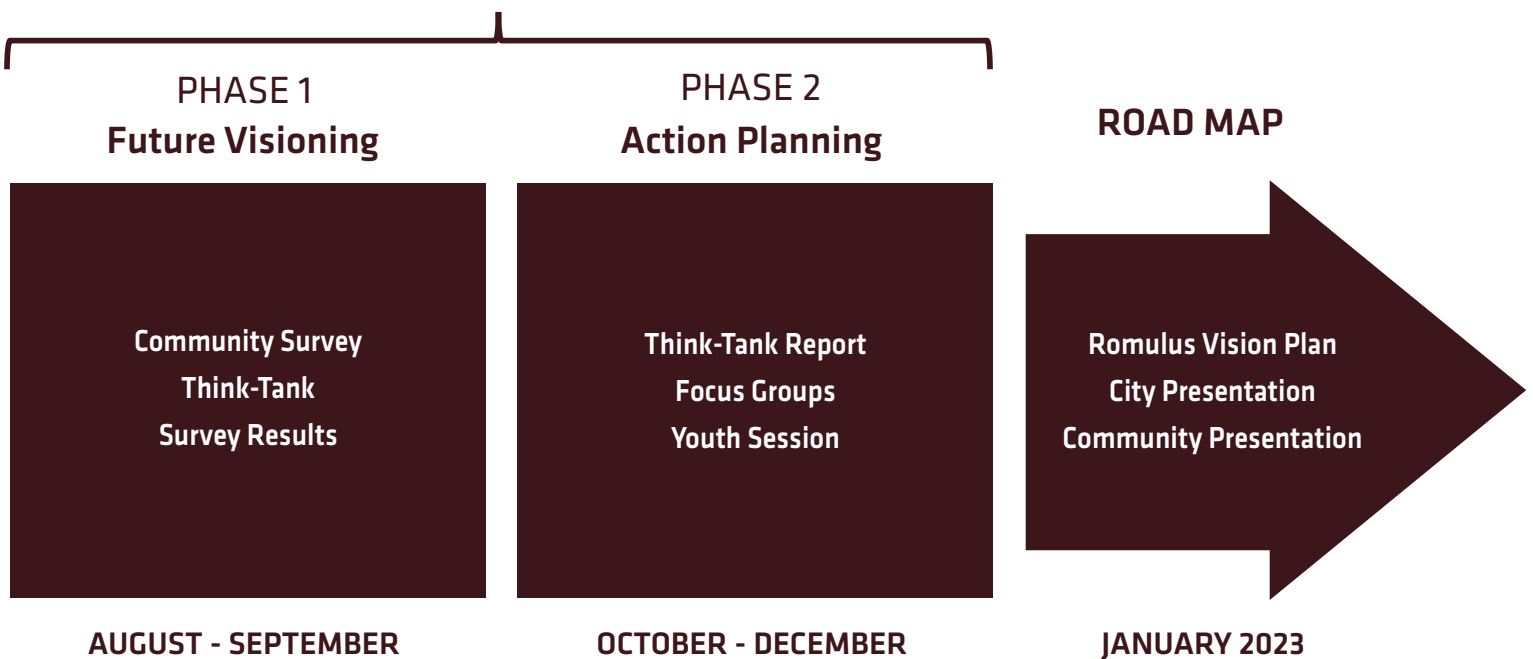 PHASE 1
Future Visioning
Community Survey
Think-Tank
Survey Results
AUGUST - SEPTEMBER
PHASE 2
Action Planning
Think-Tank Report
Focus Groups
Youth Session
OCTOBER - DECEMBER
ROAD MAP
Romulus Vision Plan
City Presentation
Community Presentation
JANUARY 2023